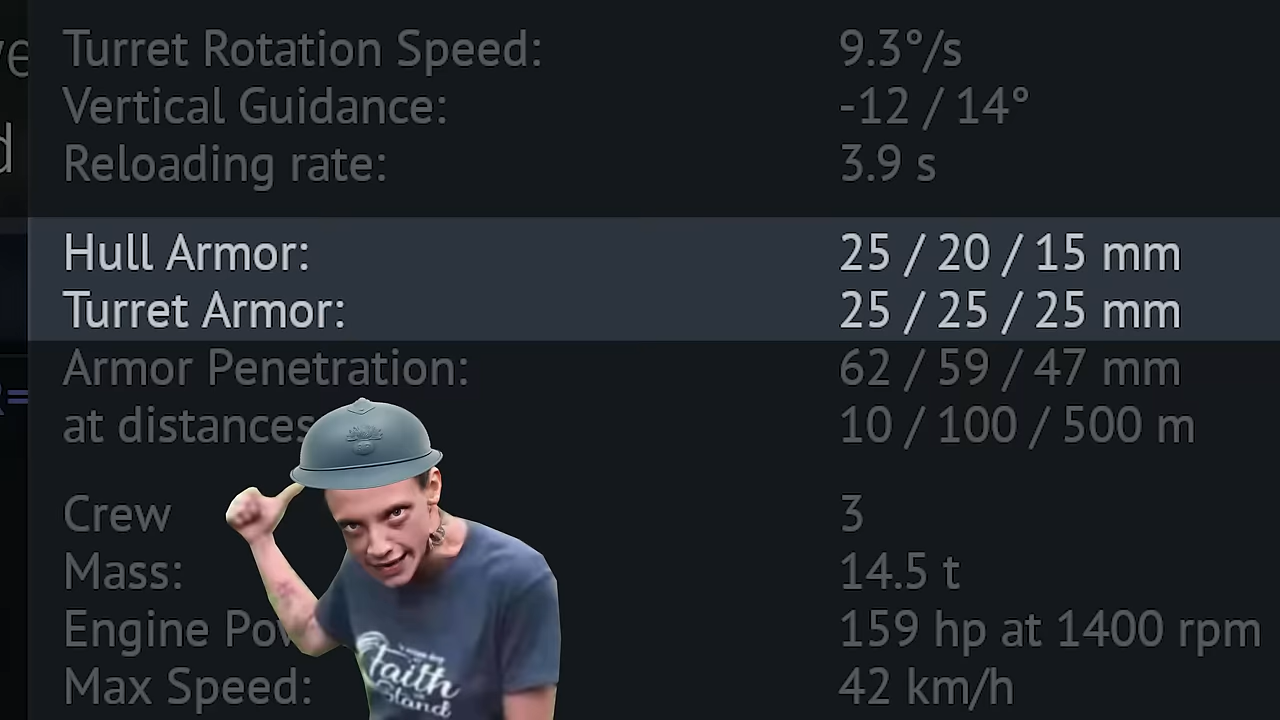 Turret Rotation Speed: 9.3°/s
Vertical Guidance: -12 / 14°
Reloading rate: 3.9 s
Hull Armor: 25 / 20 / 15 mm
Turret Armor: 25 / 25 / 25 mm
Armor Penetration: 62 / 59 / 47 mm
at distances 10 / 100 / 500 m
Crew 3
Mass: 14.5 t
Engine 159 hp at 1400 rpm
Max Speed: 42 km/h
Faith
Stand